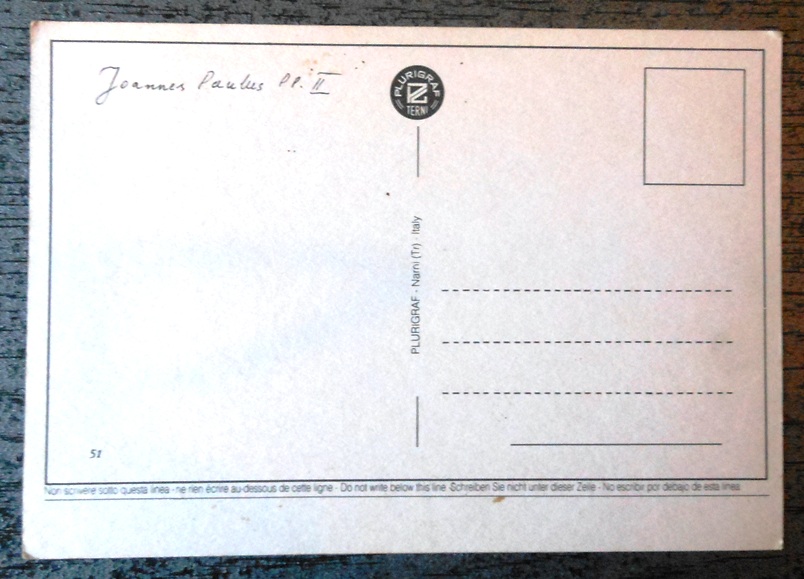 Joannes Paulus PP. II
PLURIGRAF
TERNI
PLURIGRAF - Narni (Tr) - Italy
51
Non scrivere sotto questa linea - ne rien écrire au-dessous de cette ligne - Do not write below this line. Schreiben Sie nicht unter dieser Zeile - No escribir por debajo de esta linea